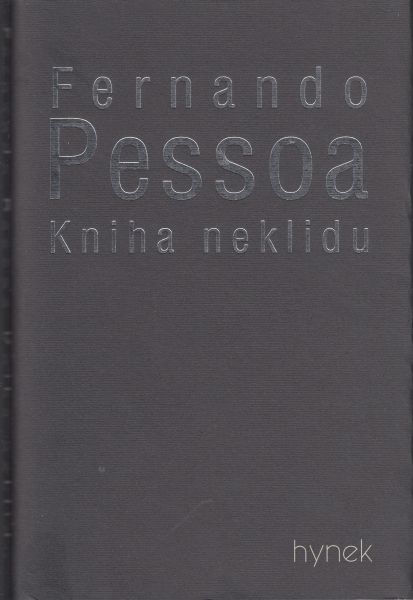 Fernando
Pessoa
Kniha neklidu
hynek